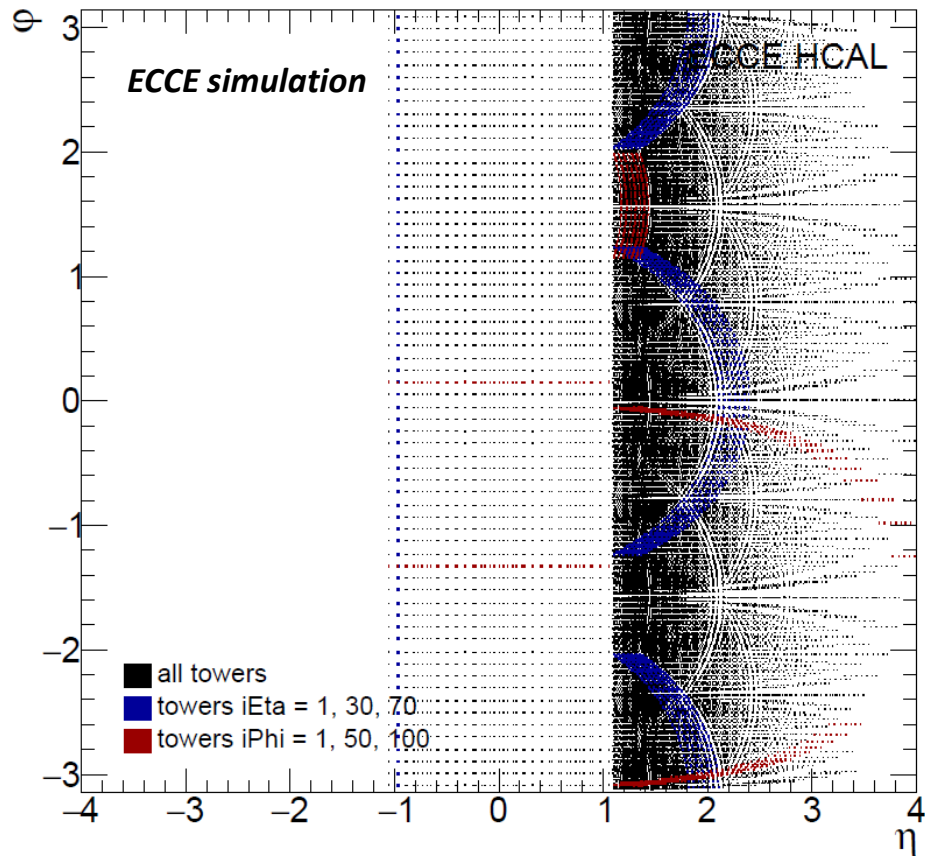 φ
3
2
1
0
−1
−2
−3
ECCE simulation
ECCE HCAL
all towers
towers iEta = 1, 30, 70
towers iPhi = 1, 50, 100
−4 −3 −2 −1 0 1 2 3 4
η